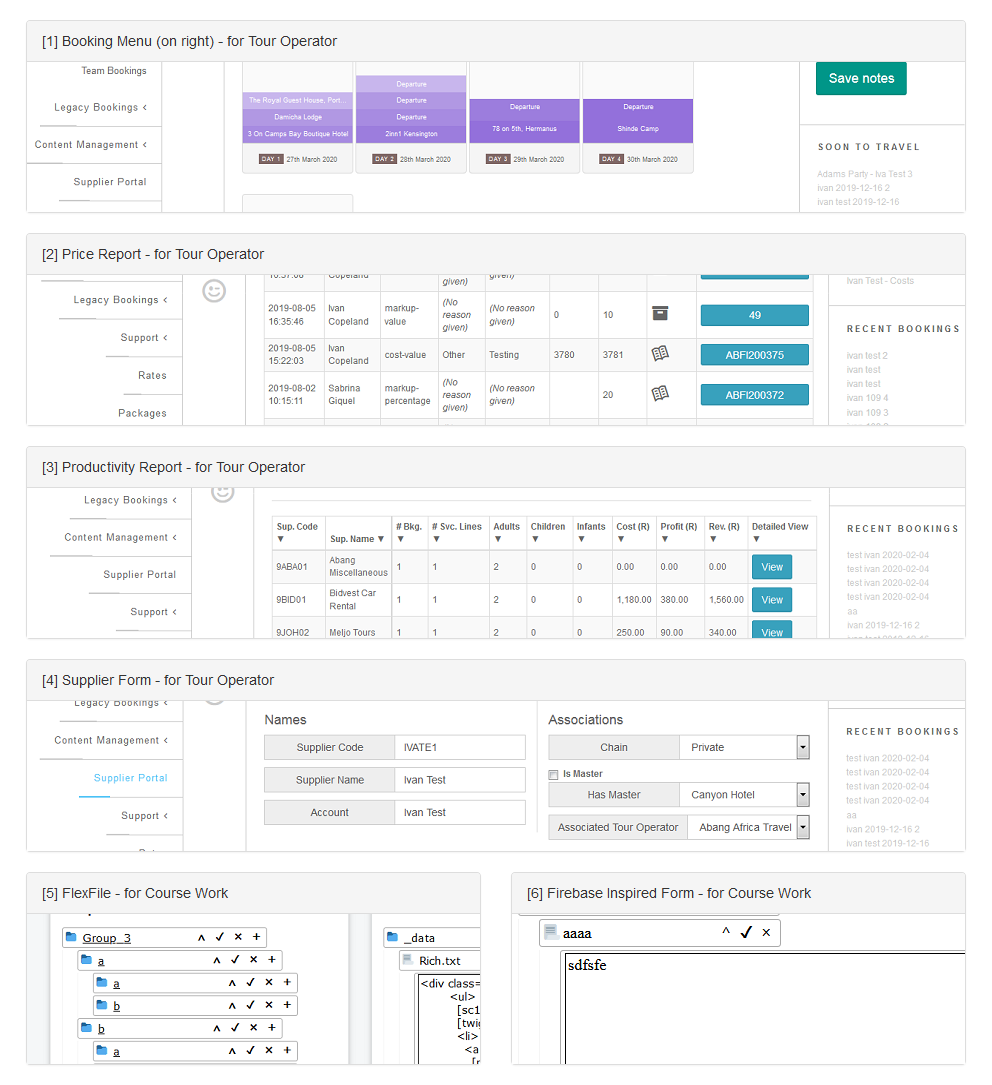 [1] Booking Menu (on right) - for Tour Operator
Team Bookings
Legacy Bookings <
Content Management <
Supplier Portal
The Royal Guest House, Port...
Damicha Lodge
3 On Camps Bay Boutique Hotel
DAY 1 27th March 2020
Departure
Departure
Departure
2inn1 Kensington
DAY 2 28th March 2020
Departure
78 on 5th, Hermanus
DAY 3 29th March 2020
Departure
Shinde Camp
DAY 4 30th March 2020
Save notes
SOON TO TRAVEL
Adams Party - Iva Test 3
ivan 2019-12-16 2
ivan test 2019-12-16
[2] Price Report - for Tour Operator
Legacy Bookings <
Support <
Rates
Packages
10:37:06 Copeland given) given)
2019-08-05 16:35:46 Ivan Copeland markup-value (No reason given) (No reason given) 0 10 49
2019-08-05 15:22:03 Ivan Copeland cost-value Other Testing 3780 3781 ABFI200375
2019-08-02 10:15:11 Sabrina Giquel markup-percentage (No reason given) (No reason given) 20 ABFI200372
Ivan Test - Costs
RECENT BOOKINGS
ivan test 2
ivan test
ivan test
ivan 109 4
ivan 109 3
[3] Productivity Report - for Tour Operator
Legacy Bookings <
Content Management <
Supplier Portal
Support <
Sup. Code ▼ Sup. Name ▼ # Bkg. ▼ # Svc. Lines ▼ Adults ▼ Children ▼ Infants ▼ Cost (R) ▼ Profit (R) ▼ Rev. (R) ▼ Detailed View ▼
9ABA01 Abang Miscellaneous 1 1 2 0 0 0.00 0.00 0.00 View
9BID01 Bidvest Car Rental 1 1 2 0 0 1,180.00 380.00 1,560.00 View
9JOH02 Meljo Tours 1 1 2 0 0 250.00 90.00 340.00 View
RECENT BOOKINGS
test ivan 2020-02-04
test ivan 2020-02-04
test ivan 2020-02-04
test ivan 2020-02-04
aa
ivan 2019-12-16 2
ivan test 2019-12-16
[4] Supplier Form - for Tour Operator
Legacy Bookings <
Content Management <
Supplier Portal
Support <
Names
Supplier Code IVATE1
Supplier Name Ivan Test
Account Ivan Test
Associations
Chain Private
Is Master
Has Master Canyon Hotel
Associated Tour Operator Abang Africa Travel
RECENT BOOKINGS
test ivan 2020-02-04
test ivan 2020-02-04
test ivan 2020-02-04
test ivan 2020-02-04
aa
ivan 2019-12-16 2
ivan test 2019-12-16
[5] FlexFile - for Course Work
Group_3
a
a
b
b
a
_data
Rich.txt
<div class=
<ul>
[sc1
[twig
<li>
<a
[6] Firebase Inspired Form - for Course Work
aaaa
sdfsfe